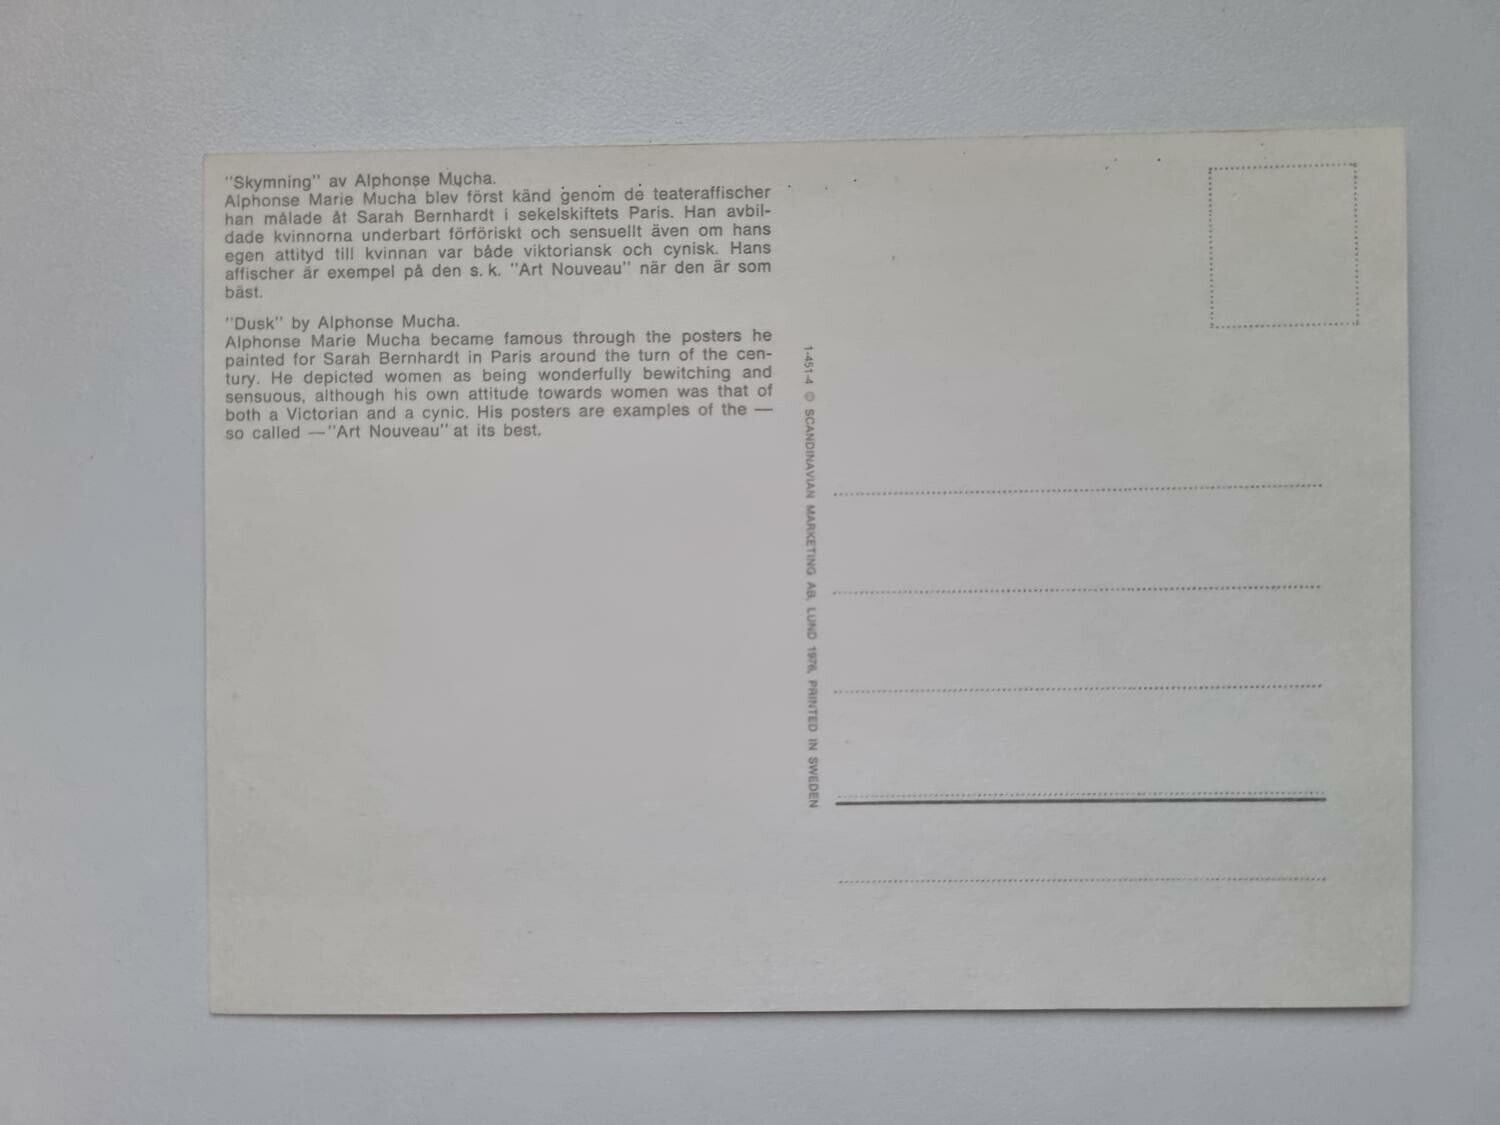 "Skymning" av Alphonse Mucha.
Alphonse Marie Mucha blev först känd genom de teateraffischer
han målade åt Sarah Bernhardt i sekelskiftets Paris. Han avbil-
dade kvinnorna underbart förföriskt och sensuellt även om hans
egen attityd till kvinnan var både viktoriansk och cynisk. Hans
affischer är exempel på den s. k. "Art Nouveau" när den är som
bäst.
"Dusk" by Alphonse Mucha.
Alphonse Marie Mucha became famous through the posters he
painted for Sarah Bernhardt in Paris around the turn of the cen-
tury. He depicted women as being wonderfully bewitching and
sensuous, although his own attitude towards women was that of
both a Victorian and a cynic. His posters are examples of the —
so called — "Art Nouveau" at its best.
1-451-4 © SCANDINAVIAN MARKETING AB, LUND 1976, PRINTED IN SWEDEN